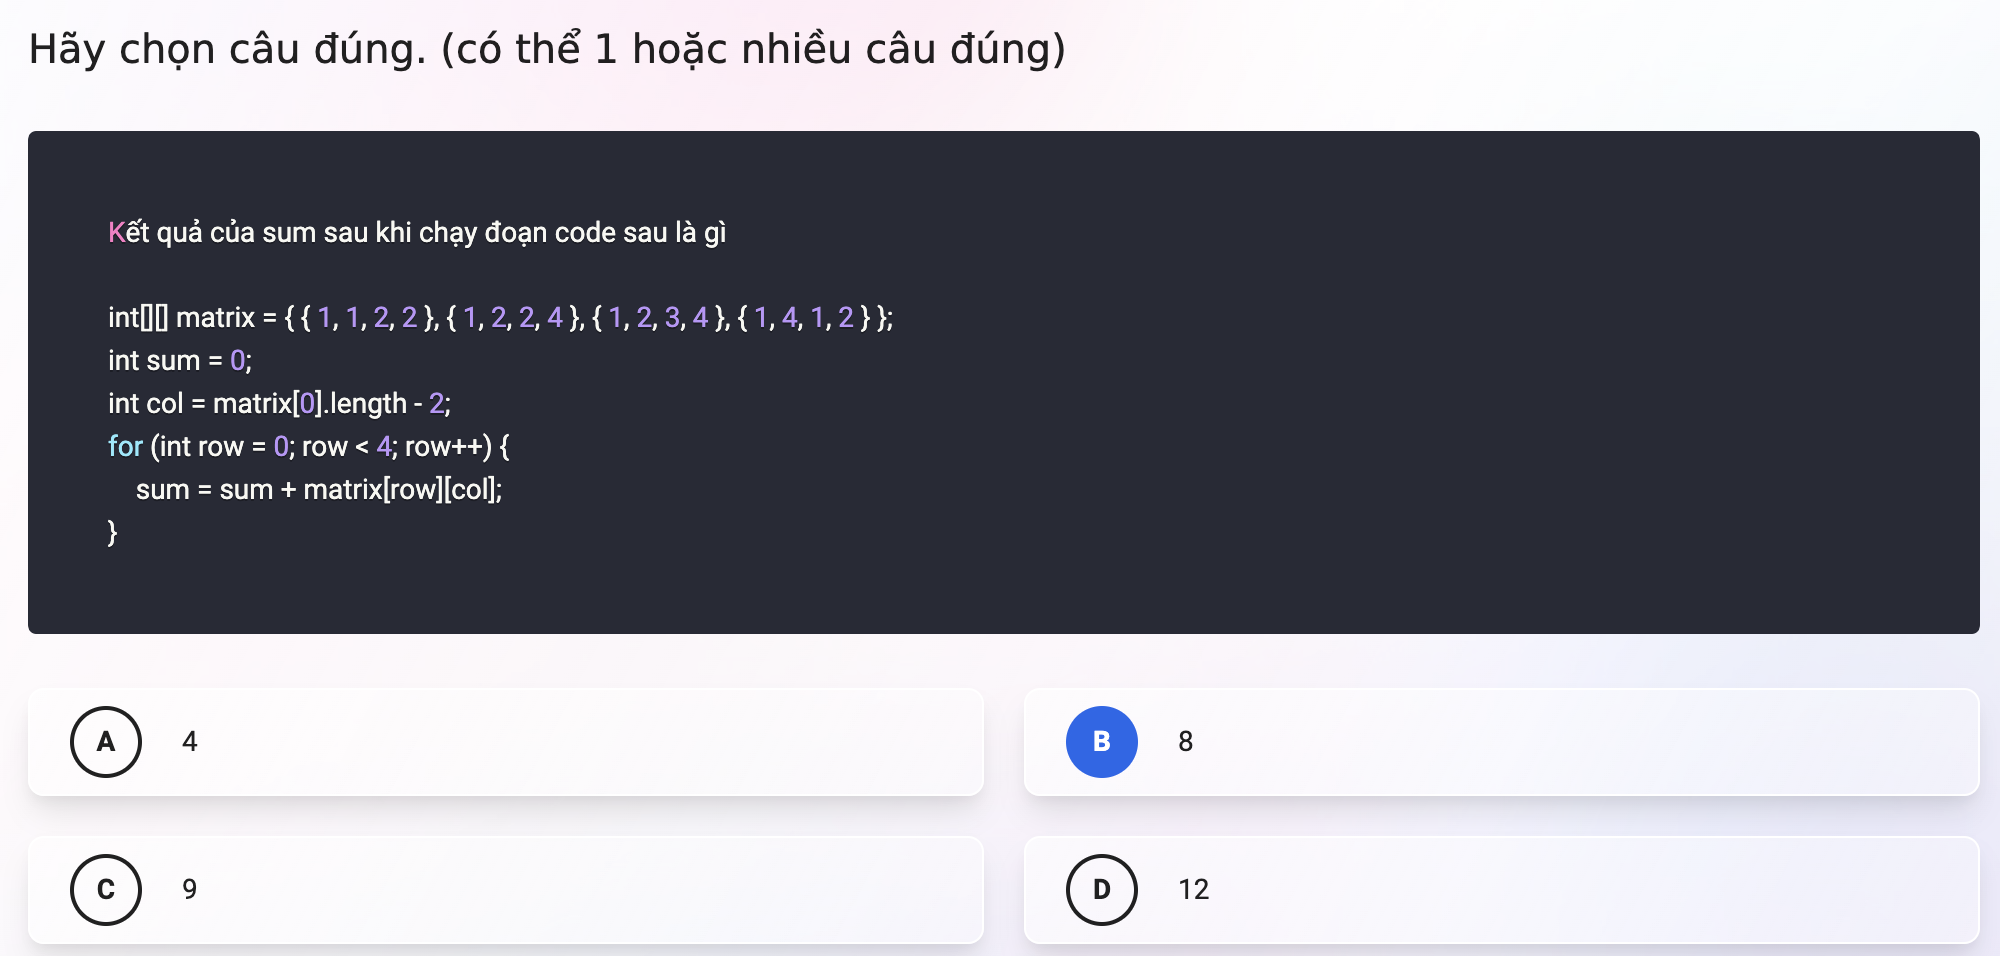 Hãy chọn câu đúng. (có thể 1 hoặc nhiều câu đúng)
Kết quả của sum sau khi chạy đoạn code sau là gì
int[][] matrix = { { 1, 1, 2, 2 }, { 1, 2, 2, 4 }, { 1, 2, 3, 4 }, { 1, 4, 1, 2 } };
int sum = 0;
int col = matrix[0].length - 2;
for (int row = 0; row < 4; row++) {
    sum = sum + matrix[row][col];
}
A 4
B 8
C 9
D 12